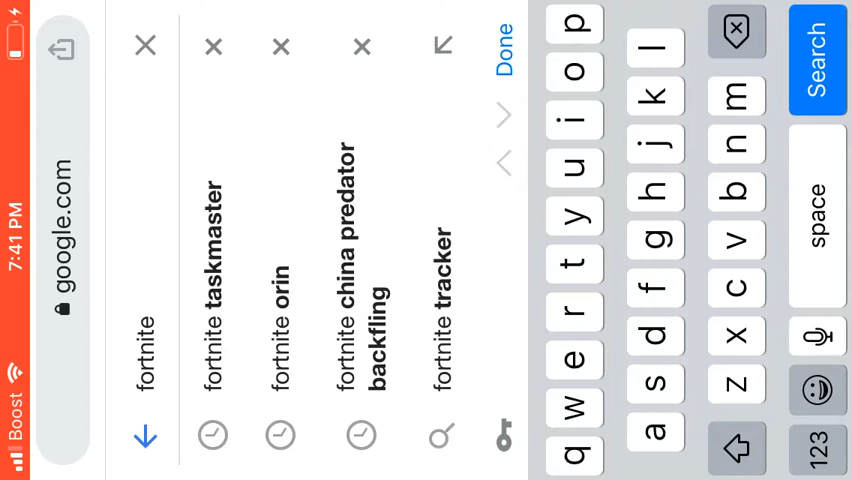 Boost 7:41 PM
google.com
fortnite
fortnite taskmaster
fortnite orin
fortnite china predator
backfling
fortnite tracker
Done
q w e r t y u i o p
a s d f g h j k l
z x c v b n m
123 space Search